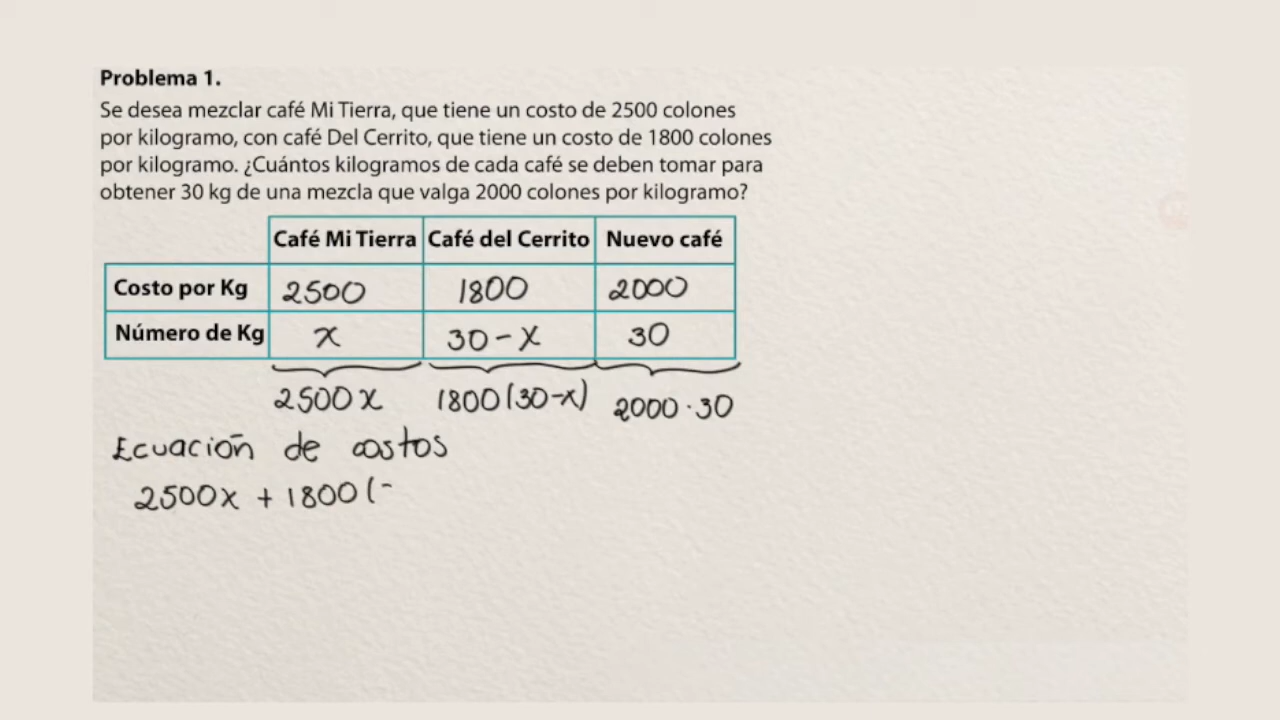 Problema 1.
Se desea mezclar café Mi Tierra, que tiene un costo de 2500 colones
por kilogramo, con café Del Cerrito, que tiene un costo de 1800 colones
por kilogramo. ¿Cuántos kilogramos de cada café se deben tomar para
obtener 30 kg de una mezcla que valga 2000 colones por kilogramo?
Café Mi Tierra Café del Cerrito Nuevo café
Costo por Kg 2500 1800 2000
Número de Kg x 30-x 30
2500x 1800(30-x) 2000·30
Ecuación de costos
2500x + 1800(